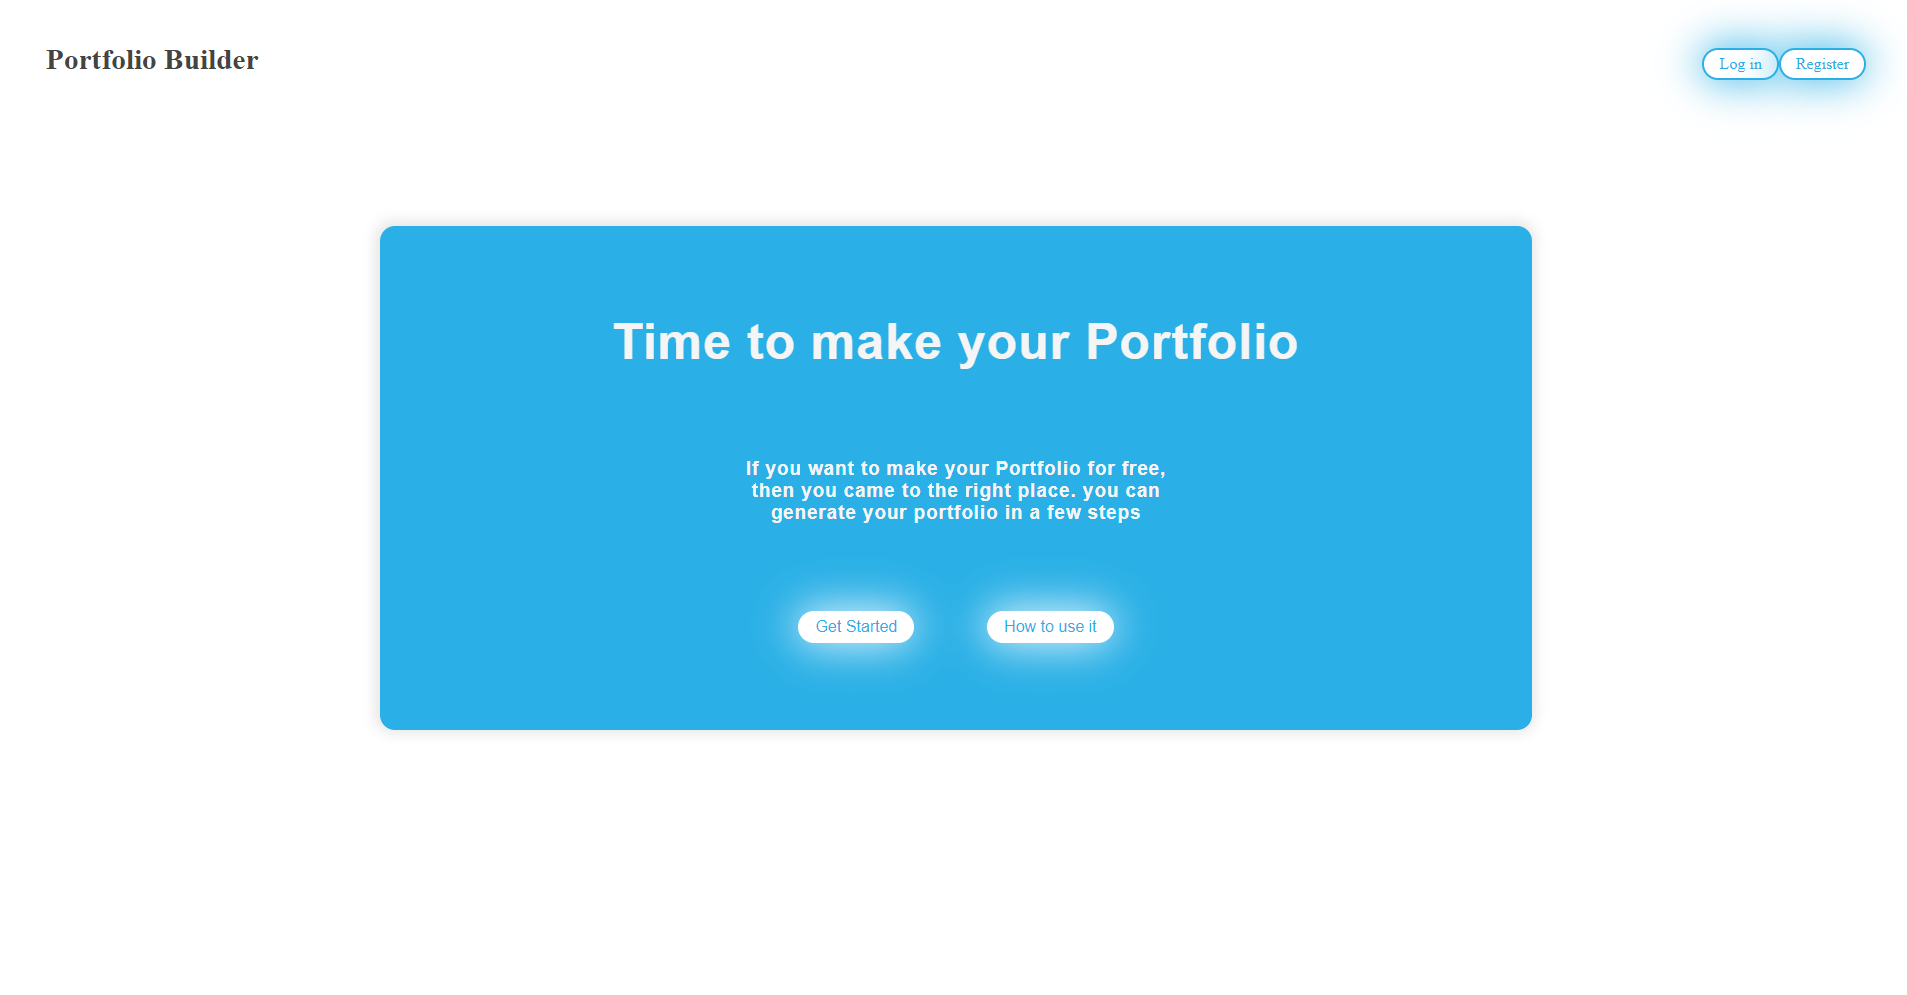 Portfolio Builder
Log in
Register
Time to make your Portfolio
If you want to make your Portfolio for free,
then you came to the right place. you can
generate your portfolio in a few steps
Get Started
How to use it